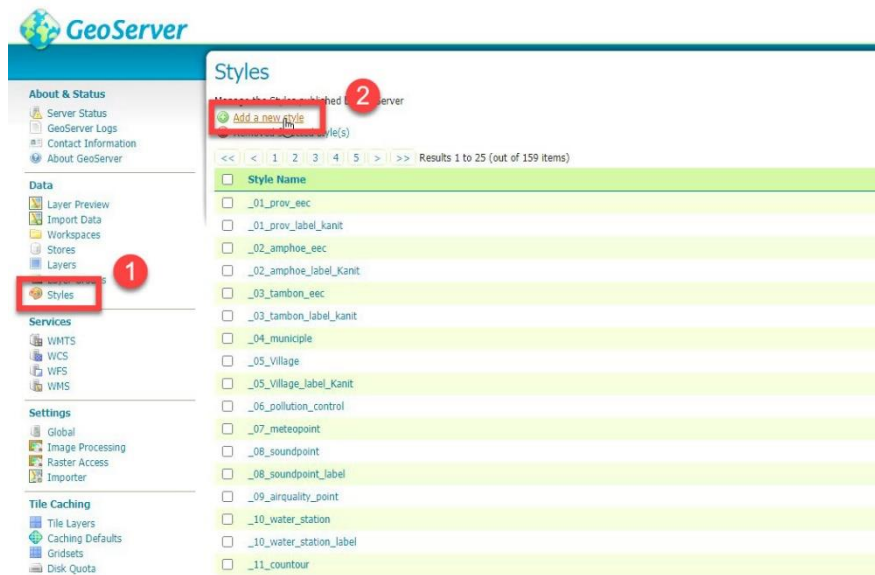 GeoServer
About & Status
Server Status
GeoServer Logs
Contact Information
About GeoServer
Data
Layer Preview
Import Data
Workspaces
Stores
Layers
Styles
1
Services
WMTS
WCS
WFS
WMS
Settings
Global
Image Processing
Raster Access
Importer
Tile Caching
Tile Layers
Caching Defaults
Gridsets
Disk Quota
Styles
Manage the Styles published
2
Add a new style
<< < 1 2 3 4 5 > >> Results 1 to 25 (out of 159 items)
Style Name
_01_prov_eec
_01_prov_label_kanit
_02_amphoe_eec
_02_amphoe_label_Kanit
_03_tambon_eec
_03_tambon_label_kanit
_04_municiple
_05_Village
_05_Village_label_Kanit
_06_pollution_control
_07_meteopoint
_08_soundpoint
_08_soundpoint_label
_09_airquality_point
_10_water_station
_10_water_station_label
_11_countour